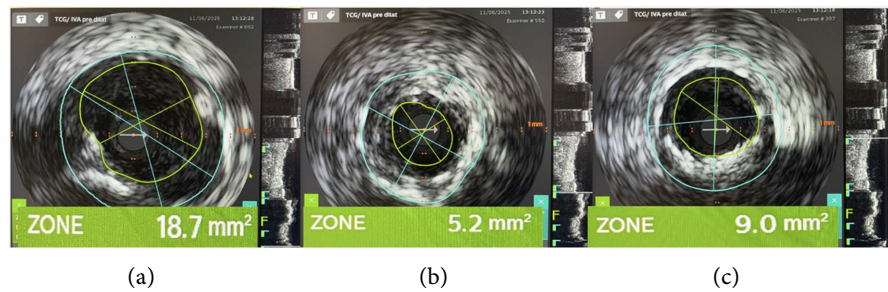 TCG/ IVA pre dilat
11/06/2025 13:12:28
T
1 mm
ZONE 18.7 mm²
F
TCG/ IVA pre dilat
11/06/2025 13:12:23
T
1 mm
ZONE 5.2 mm²
F
TCG/ IVA pre dilat
11/06/2025 13:12:18
T
ZONE 9.0 mm²
F
(a) (b) (c)